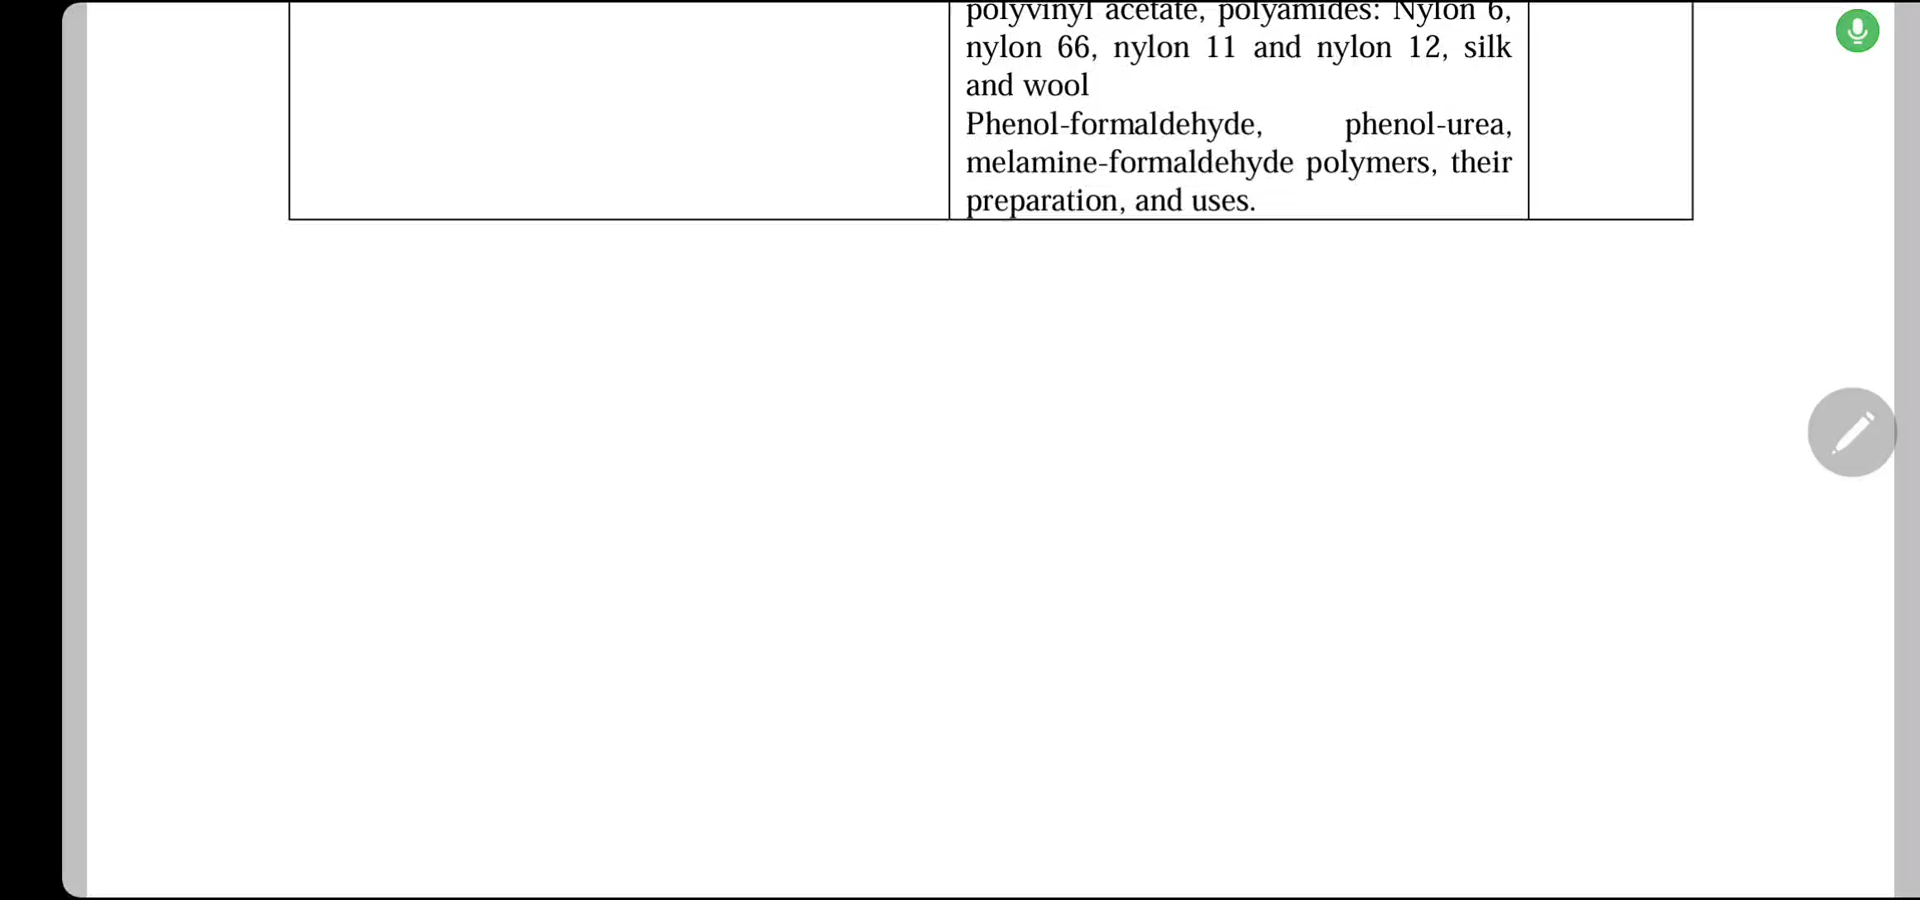 polyvinyl acetate, polyamides: Nylon 6,
nylon 66, nylon 11 and nylon 12, silk
and wool
Phenol-formaldehyde, phenol-urea,
melamine-formaldehyde polymers, their
preparation, and uses.